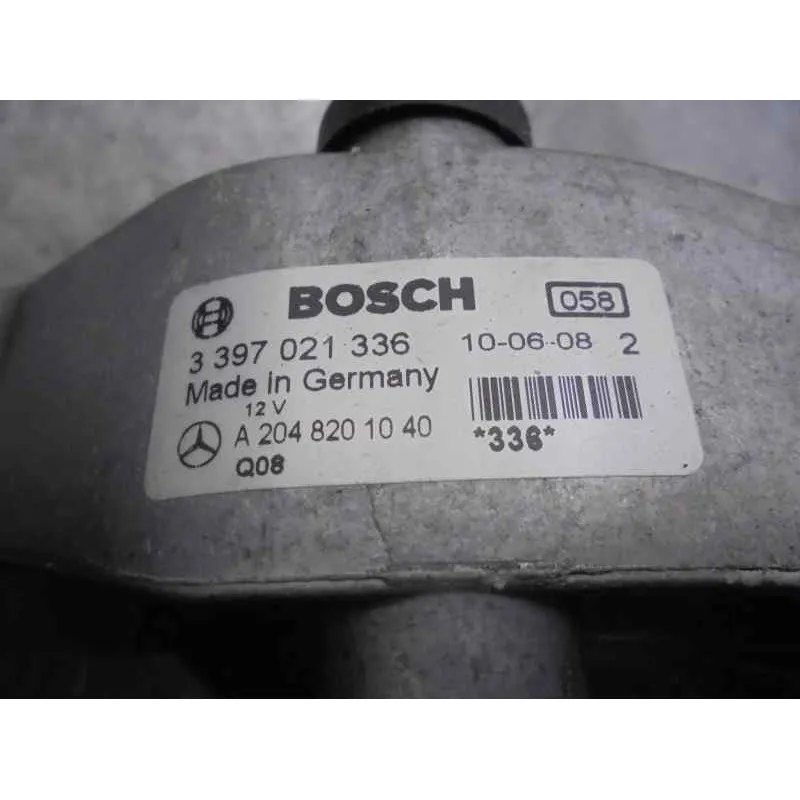 BOSCH 058
3 397 021 336 10-06-08 2
Made in Germany
12 V
A 204 820 10 40 *336*
Q08